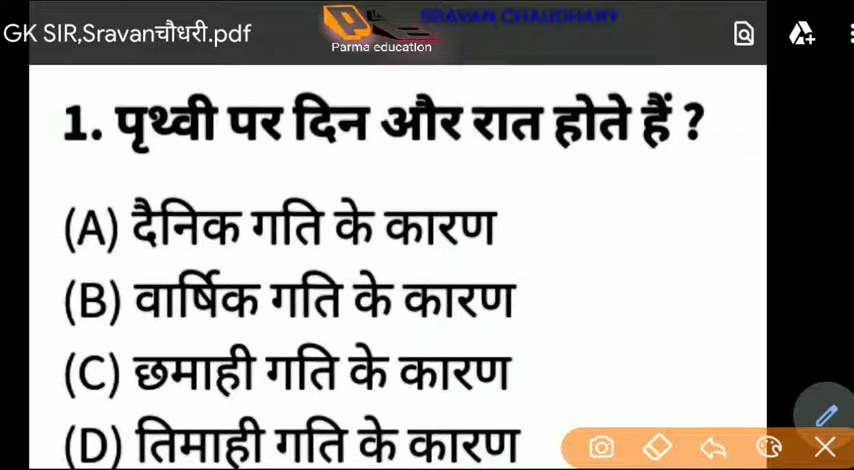 GK SIR,Sravanचौधरी.pdf
SRAVAN CHAUDHARY
Parma education
1. पृथ्वी पर दिन और रात होते हैं ?
(A) दैनिक गति के कारण
(B) वार्षिक गति के कारण
(C) छमाही गति के कारण
(D) तिमाही गति के कारण